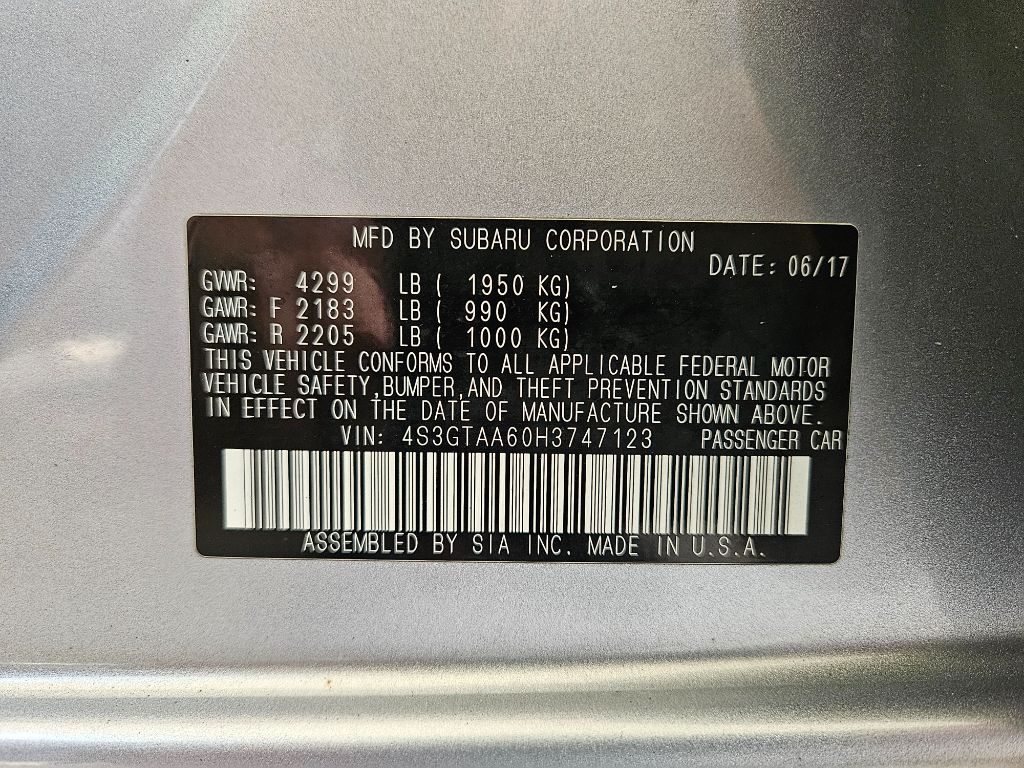 MFD BY SUBARU CORPORATION
DATE: 06/17
GVWR: 4299 LB ( 1950 KG)
GAWR: F 2183 LB ( 990 KG)
GAWR: R 2205 LB ( 1000 KG)
THIS VEHICLE CONFORMS TO ALL APPLICABLE FEDERAL MOTOR
VEHICLE SAFETY,BUMPER,AND THEFT PREVENTION STANDARDS
IN EFFECT ON THE DATE OF MANUFACTURE SHOWN ABOVE.
VIN: 4S3GTAA60H3747123 PASSENGER CAR
ASSEMBLED BY SIA INC. MADE IN U.S.A.